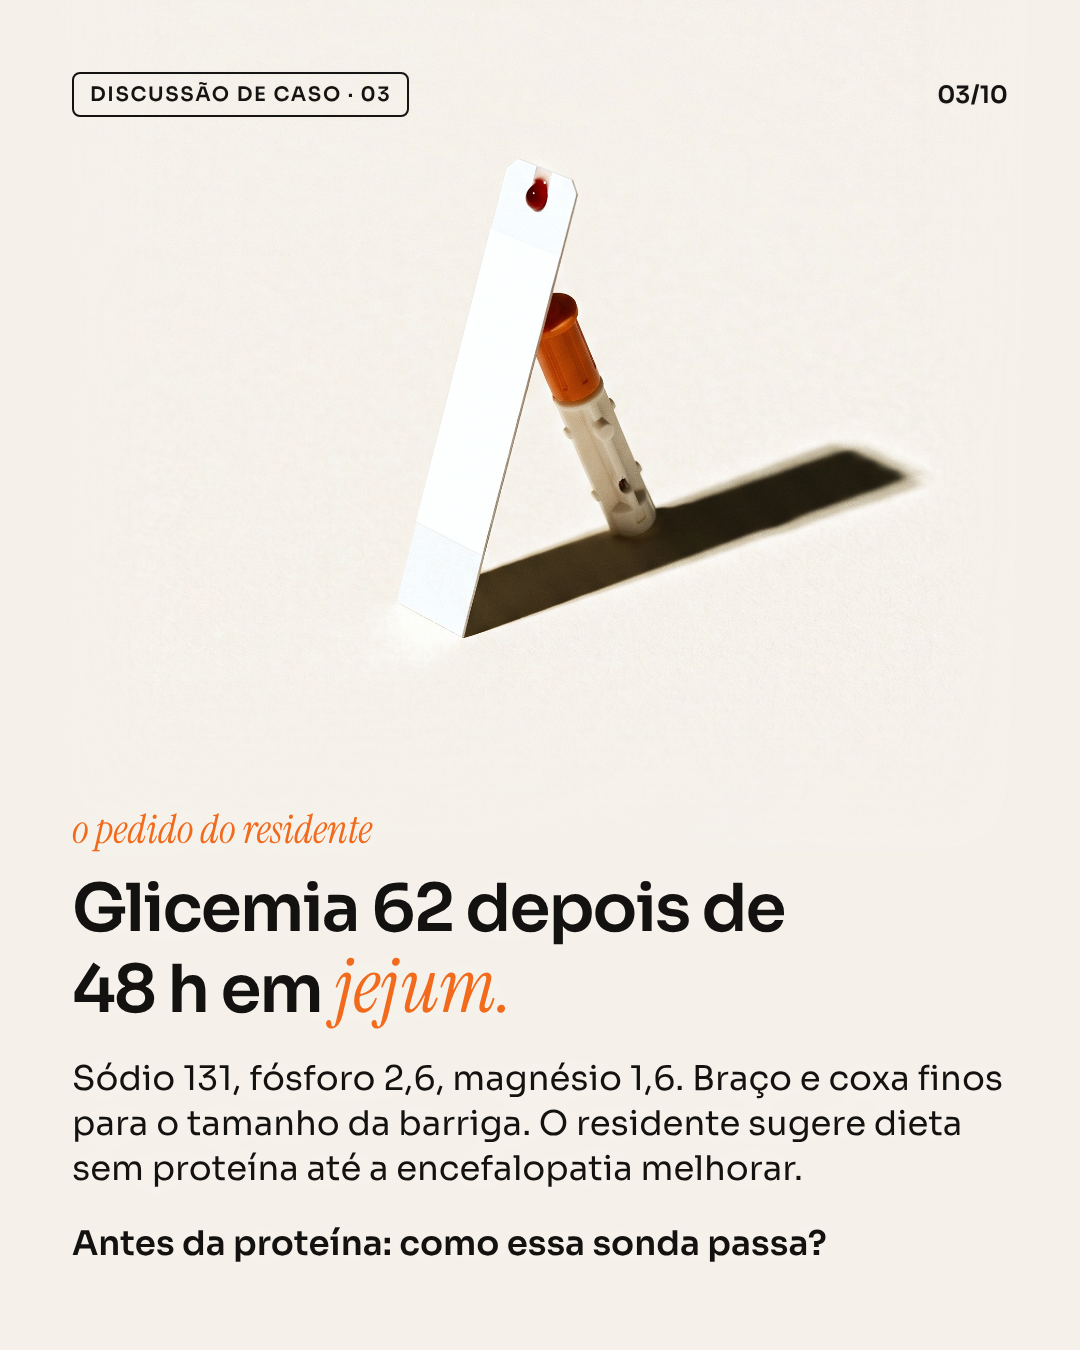 DISCUSSÃO DE CASO · 03
03/10
o pedido do residente
Glicemia 62 depois de
48 h em jejum.
Sódio 131, fósforo 2,6, magnésio 1,6. Braço e coxa finos
para o tamanho da barriga. O residente sugere dieta
sem proteína até a encefalopatia melhorar.
Antes da proteína: como essa sonda passa?